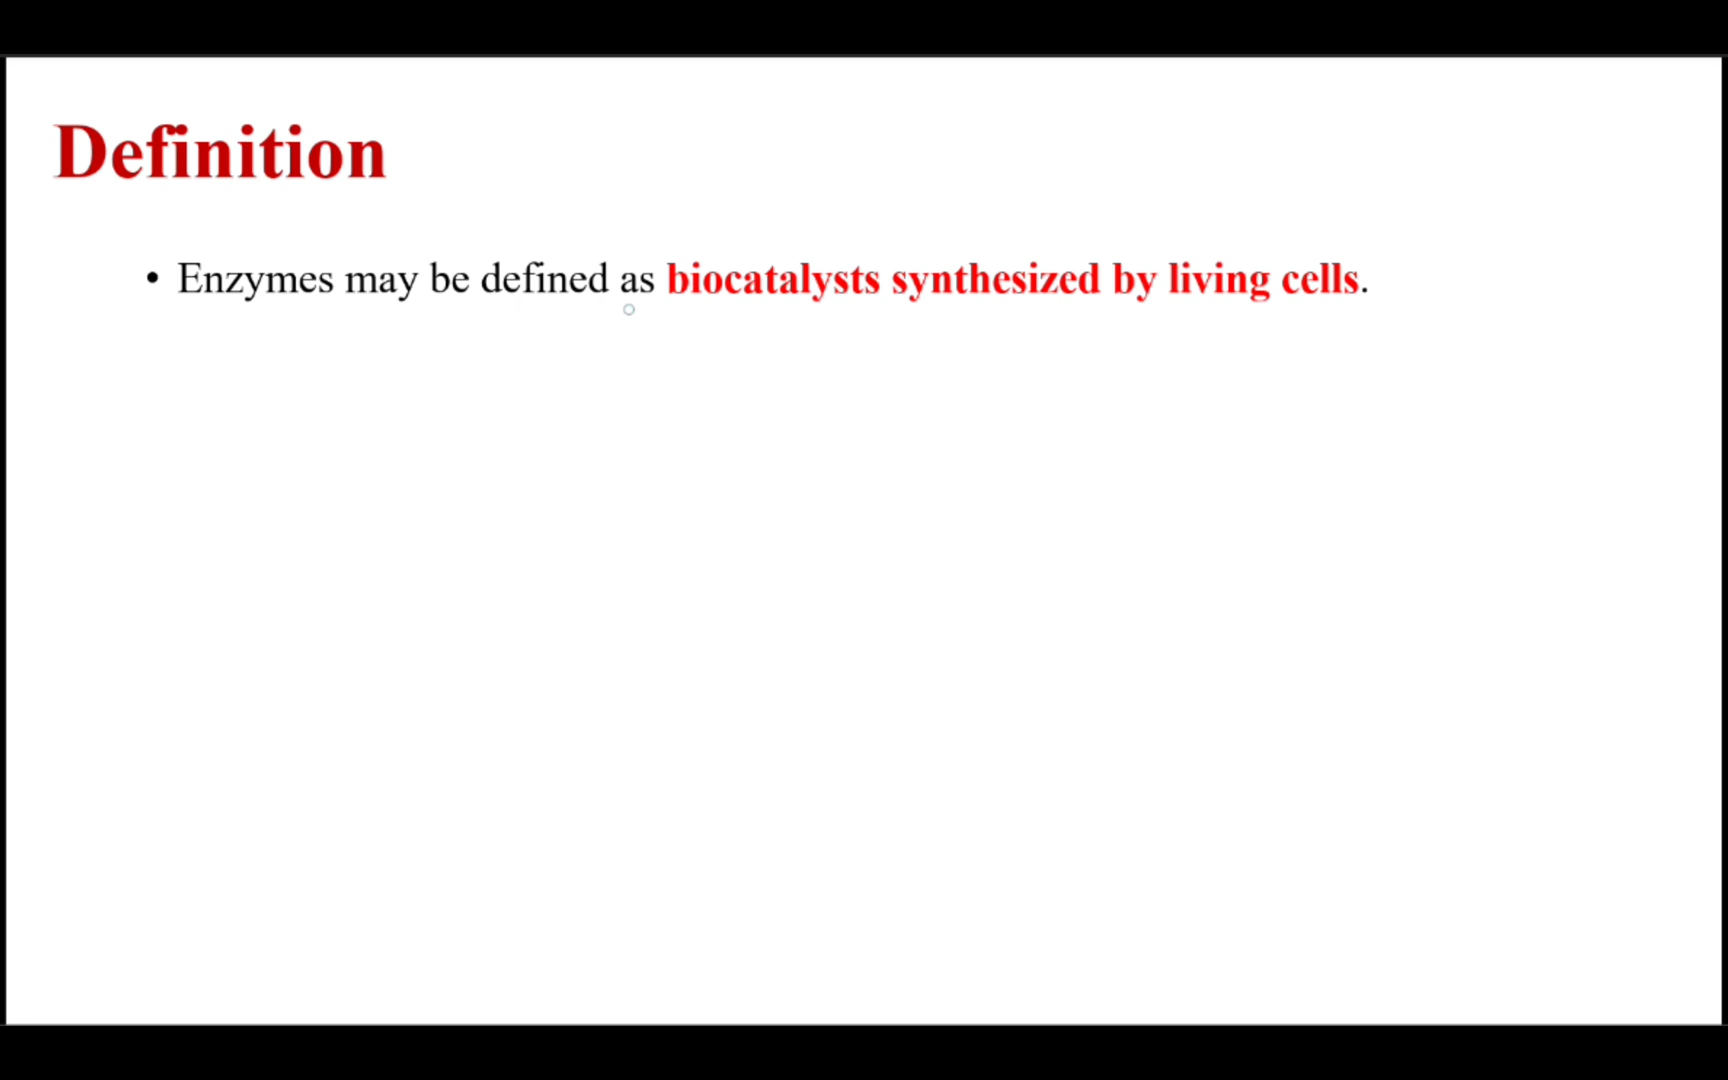 Definition
• Enzymes may be defined as biocatalysts synthesized by living cells.